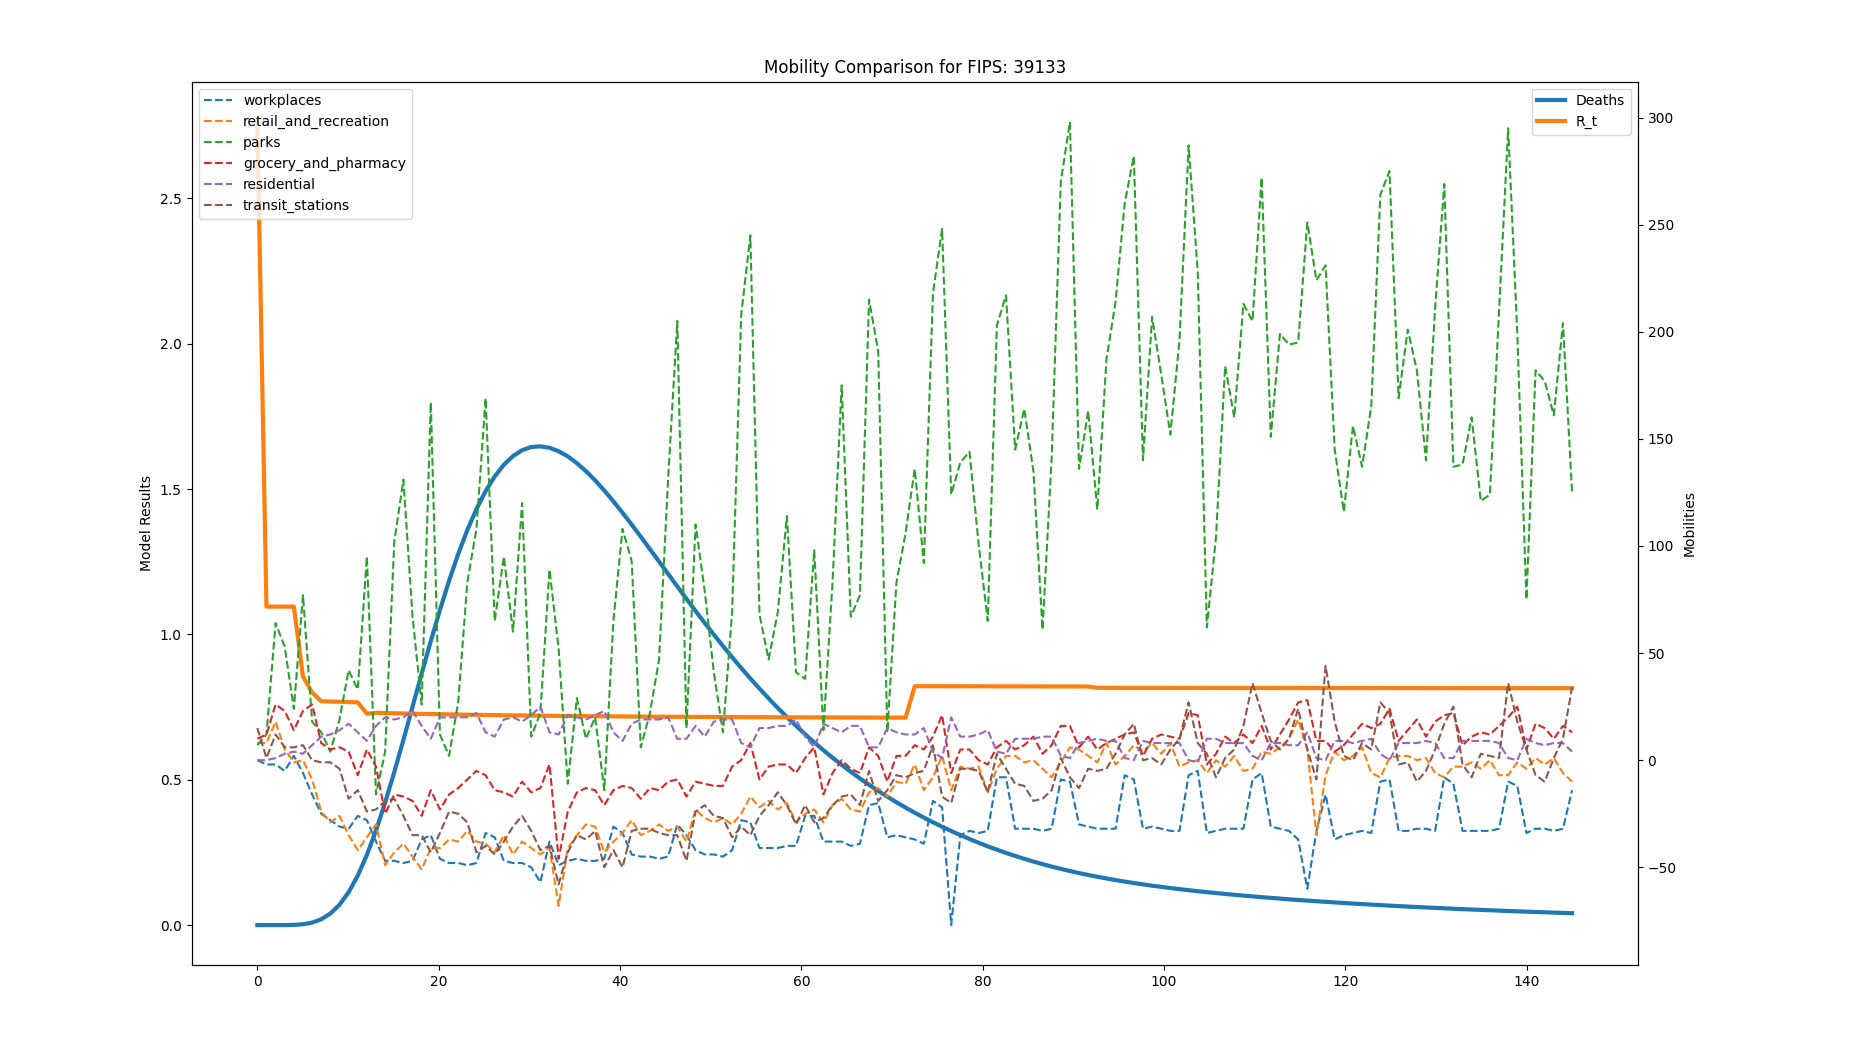 Mobility Comparison for FIPS: 39133
workplaces
retail_and_recreation
parks
grocery_and_pharmacy
residential
transit_stations
Deaths
R_t
Model Results
2.5
2.0
1.5
1.0
0.5
0.0
Mobilities
300
250
200
150
100
50
0
−50
0 20 40 60 80 100 120 140